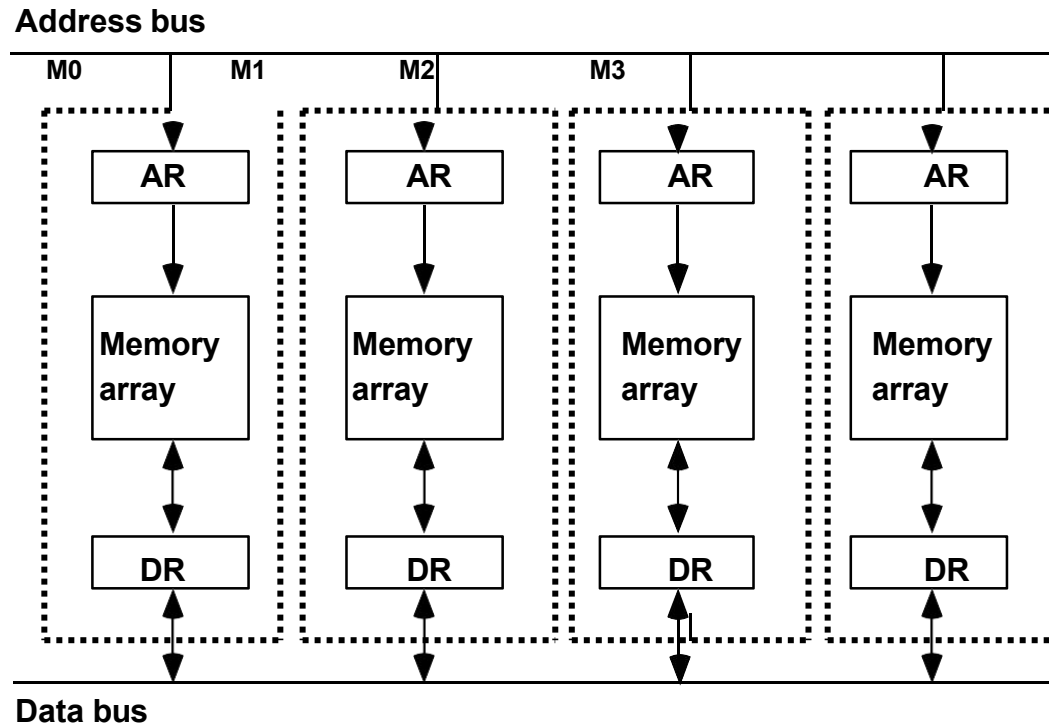 Address bus
M0 M1 M2 M3
AR AR AR AR
Memory Memory Memory Memory
array array array array
DR DR DR DR
Data bus